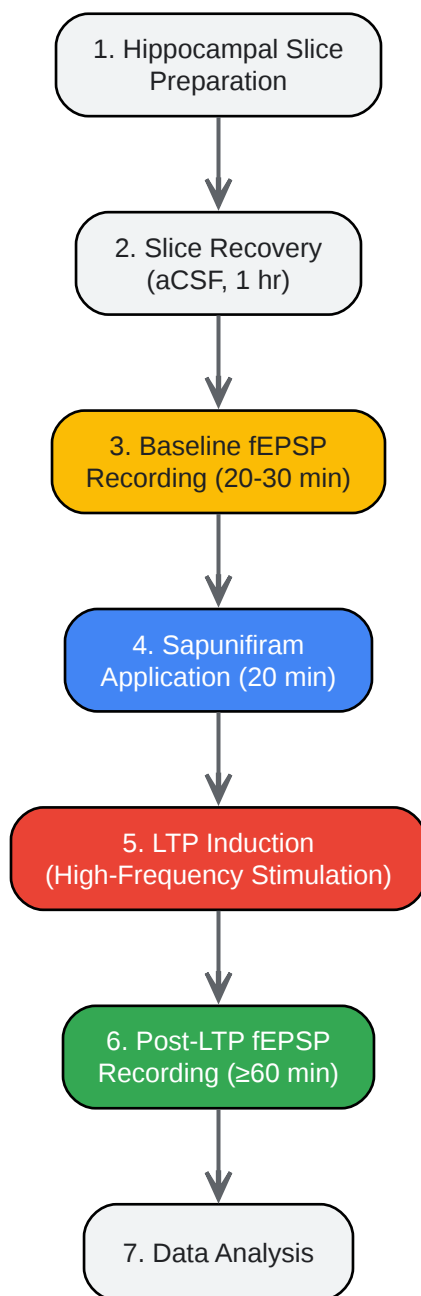 1. Hippocampal Slice
Preparation
2. Slice Recovery
(aCSF, 1 hr)
3. Baseline fEPSP
Recording (20-30 min)
4. Sapunifiram
Application (20 min)
5. LTP Induction
(High-Frequency Stimulation)
6. Post-LTP fEPSP
Recording (≥60 min)
7. Data Analysis